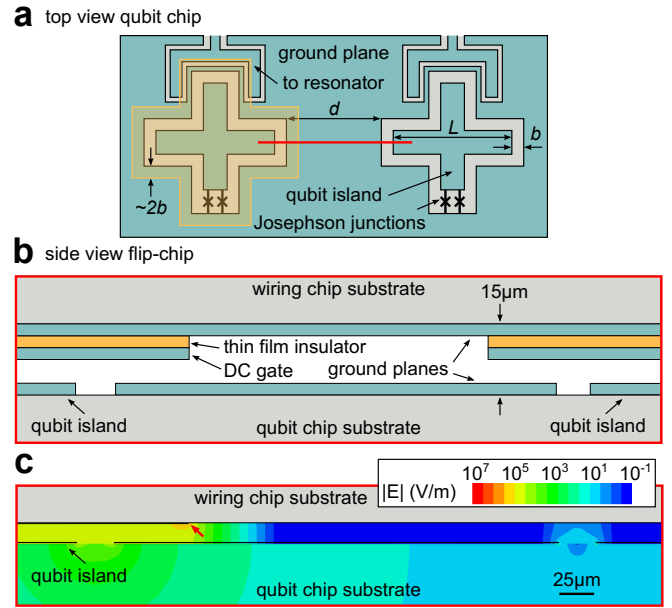 a top view qubit chip
ground plane
to resonator
d
L
b
~2b
qubit island
Josephson junctions
b side view flip-chip
wiring chip substrate
15μm
thin film insulator
DC gate
ground planes
qubit island
qubit island
qubit chip substrate
c
|E| (V/m)
10⁷ 10⁵ 10³ 10¹ 10⁻¹
wiring chip substrate
qubit island
qubit chip substrate
25μm